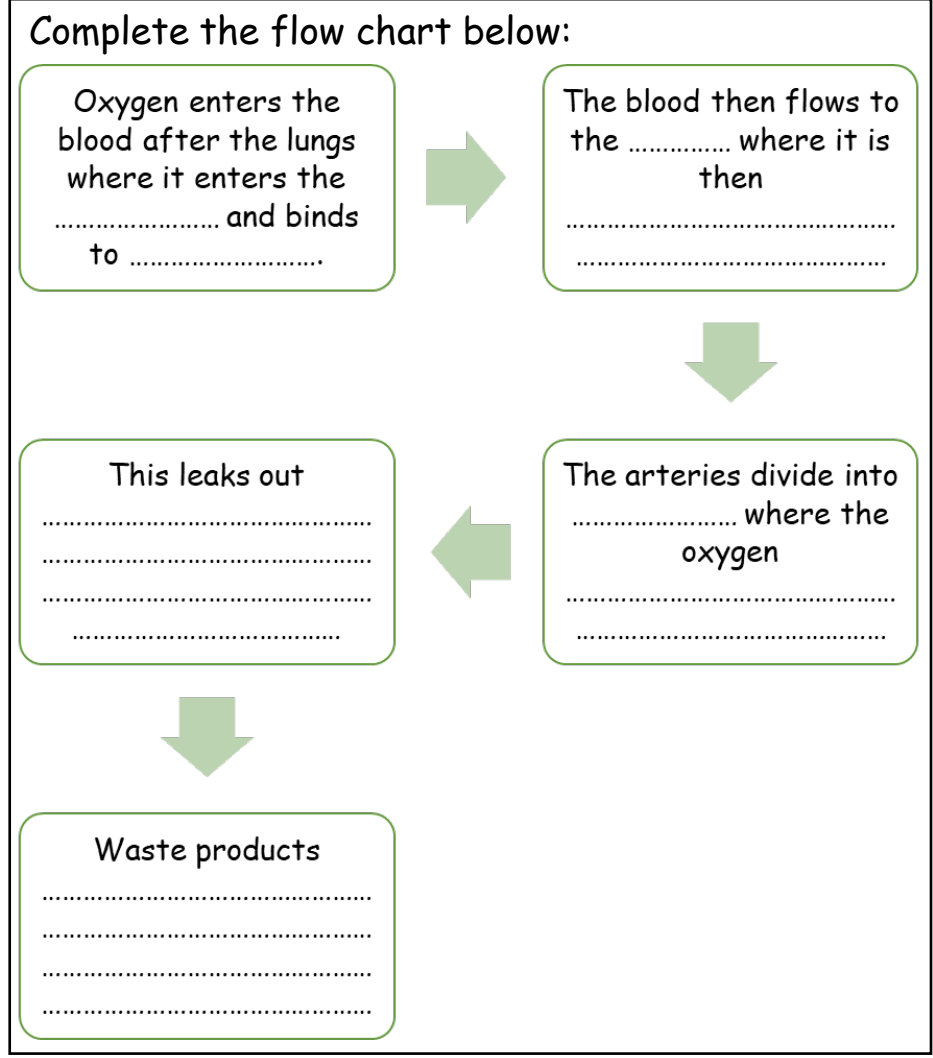 Complete the flow chart below:
Oxygen enters the
blood after the lungs
where it enters the
........................ and binds
to ............................
The blood then flows to
the ............... where it is
then
................................................
.............................................
The arteries divide into
........................ where the
oxygen
................................................
.............................................
This leaks out
................................................
................................................
................................................
.......................................
Waste products
................................................
................................................
................................................
................................................